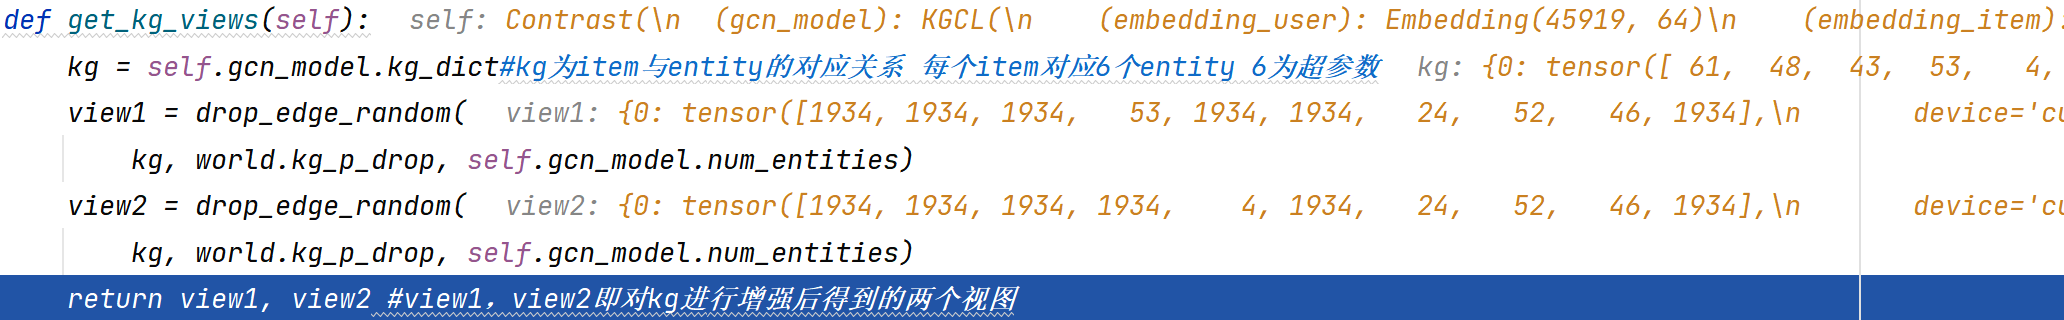 def get_kg_views(self):  self: Contrast(\n  (gcn_model): KGCL(\n    (embedding_user): Embedding(45919, 64)\n    (embedding_item):
    kg = self.gcn_model.kg_dict#kg为item与entity的对应关系 每个item对应6个entity 6为超参数  kg: {0: tensor([ 61,  48,  43,  53,   4,
    view1 = drop_edge_random(  view1: {0: tensor([1934, 1934, 1934,   53, 1934, 1934,   24,   52,   46, 1934],\n       device='cu
        kg, world.kg_p_drop, self.gcn_model.num_entities)
    view2 = drop_edge_random(  view2: {0: tensor([1934, 1934, 1934, 1934,    4, 1934,   24,   52,   46, 1934],\n       device='cu
        kg, world.kg_p_drop, self.gcn_model.num_entities)
    return view1, view2 #view1，view2即对kg进行增强后得到的两个视图